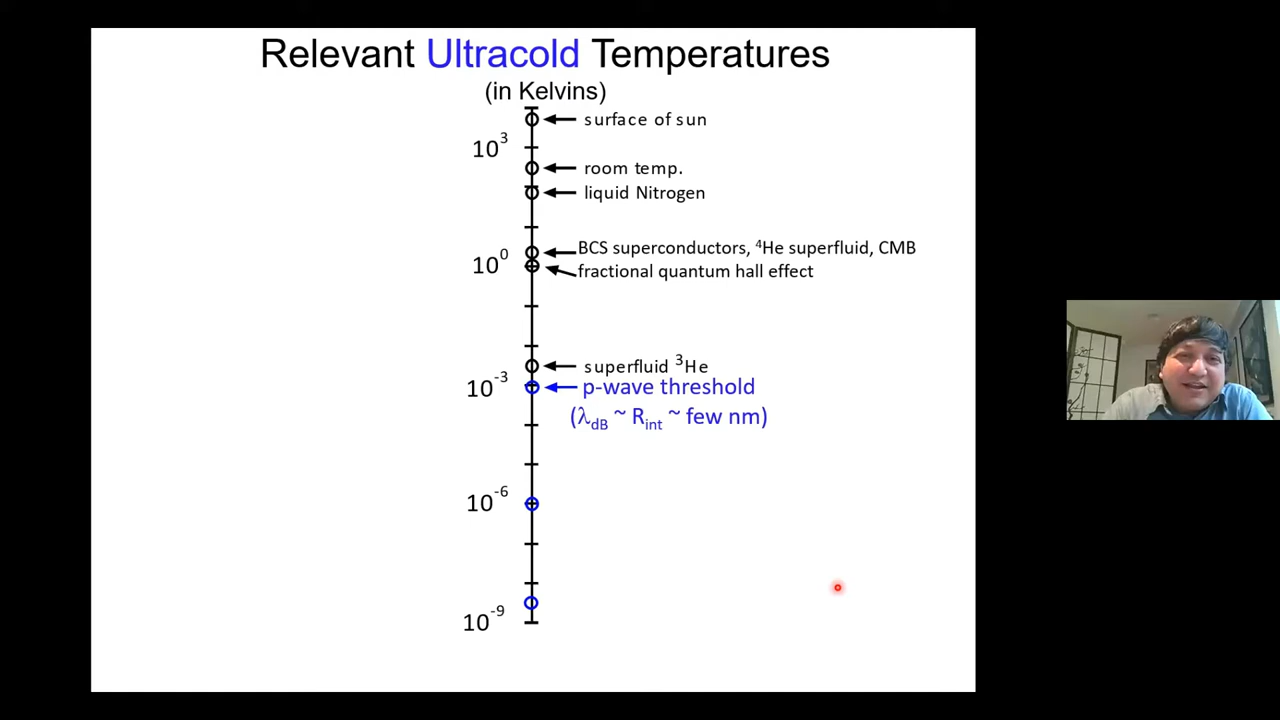 Relevant Ultracold Temperatures
(in Kelvins)
surface of sun
10³
room temp.
liquid Nitrogen
BCS superconductors, ⁴He superfluid, CMB
10⁰
fractional quantum hall effect
superfluid ³He
10⁻³
p-wave threshold
(λdB ~ Rint ~ few nm)
10⁻⁶
10⁻⁹